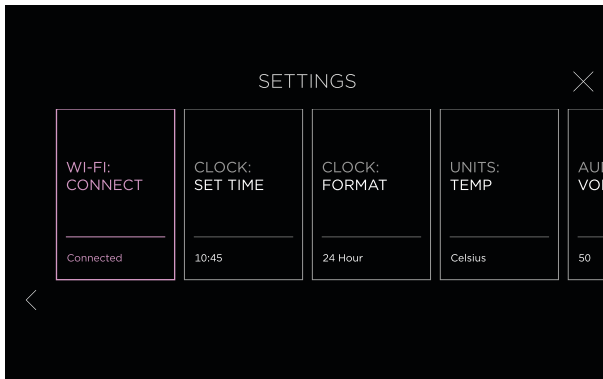 SETTINGS
WI-FI:
CONNECT
Connected
CLOCK:
SET TIME
10:45
CLOCK:
FORMAT
24 Hour
UNITS:
TEMP
Celsius
50